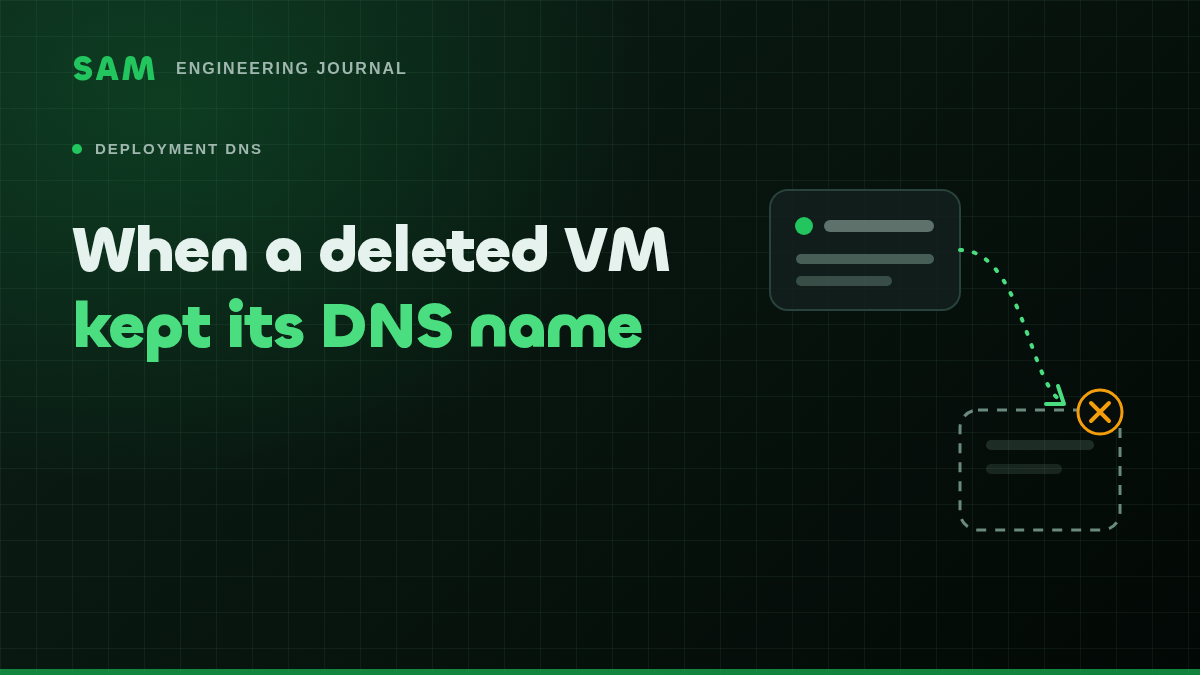 SAM ENGINEERING JOURNAL
DEPLOYMENT DNS
When a deleted VM
kept its DNS name